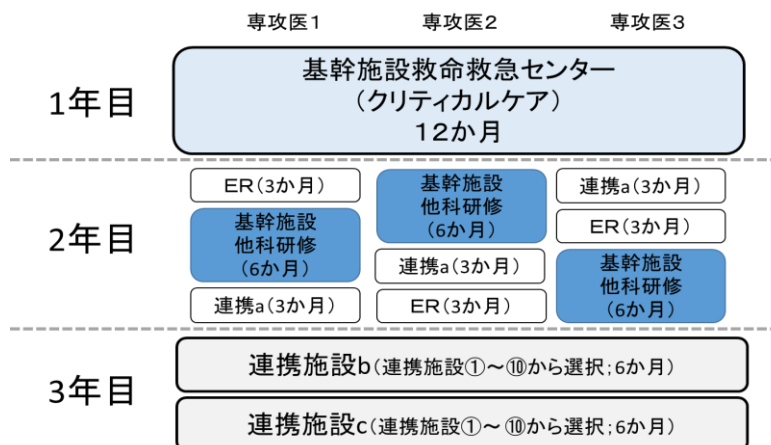 専攻医1 専攻医2 専攻医3
1年目
基幹施設救命救急センター
(クリティカルケア)
12か月
2年目
ER(3か月)
基幹施設
他科研修
(6か月)
連携a(3か月)
基幹施設
他科研修
(6か月)
連携a(3か月)
ER(3か月)
連携a(3か月)
ER(3か月)
基幹施設
他科研修
(6か月)
3年目
連携施設b(連携施設①～⑩から選択;6か月)
連携施設c(連携施設①～⑩から選択;6か月)